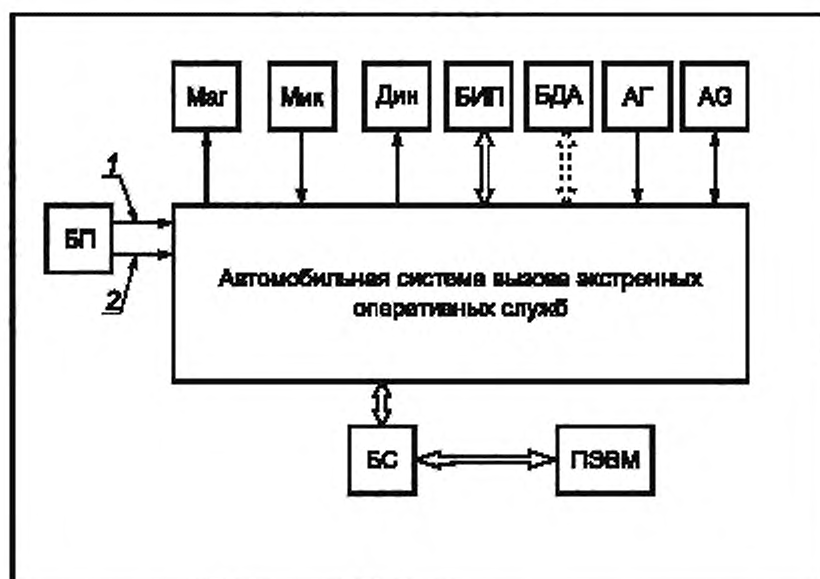 Маг
Мик
Дин
БИП
БДА
АГ
АЭ
1
БП
2
Автомобильная система вызова экстренных
оперативных служб
БС
ПЭВМ